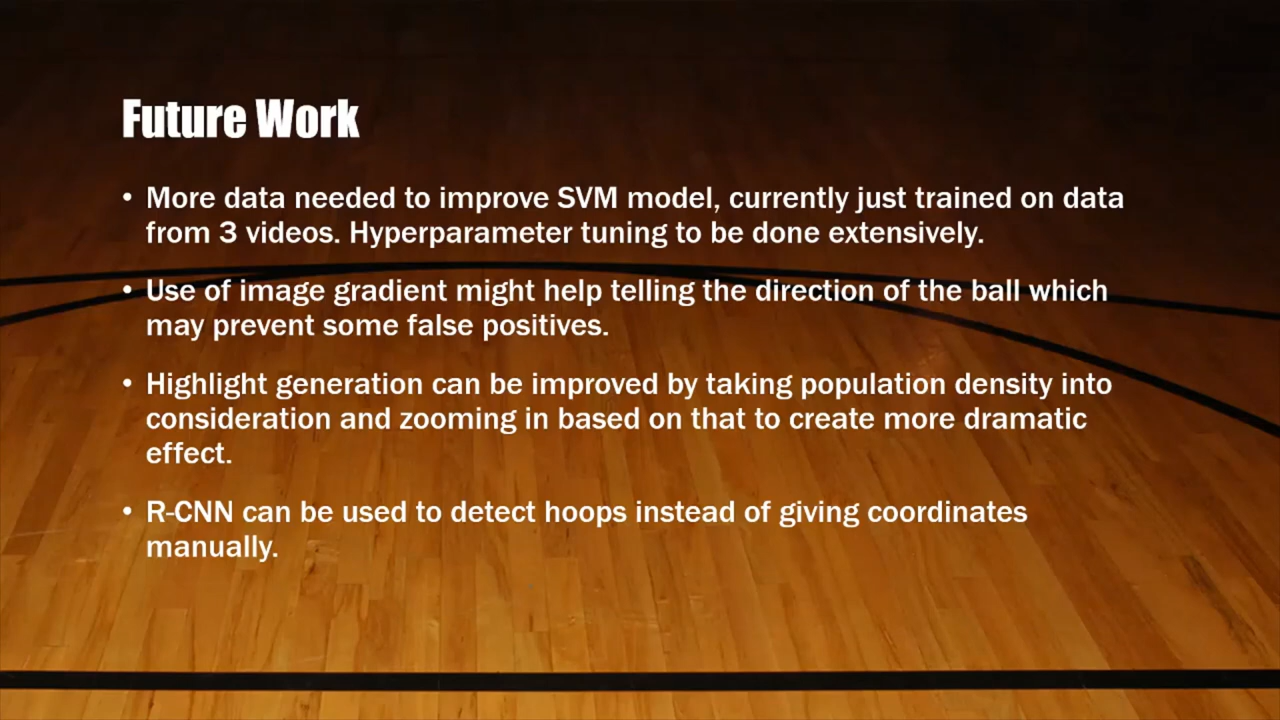 Future Work
• More data needed to improve SVM model, currently just trained on data
from 3 videos. Hyperparameter tuning to be done extensively.
• Use of image gradient might help telling the direction of the ball which
may prevent some false positives.
• Highlight generation can be improved by taking population density into
consideration and zooming in based on that to create more dramatic
effect.
• R-CNN can be used to detect hoops instead of giving coordinates
manually.